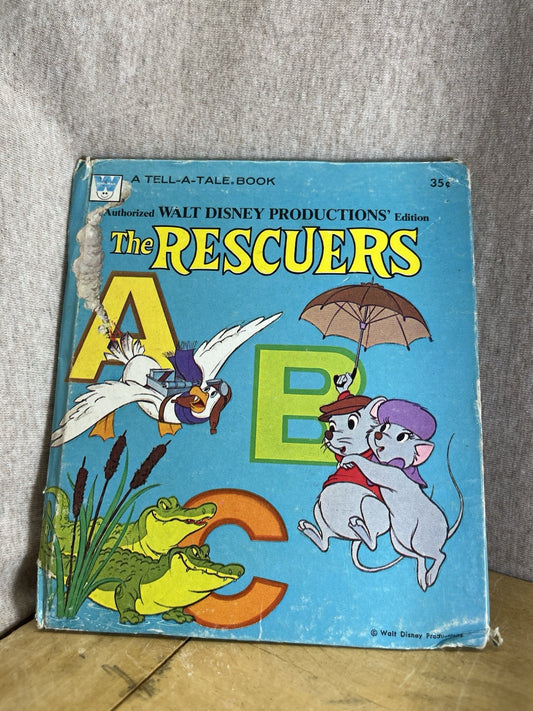 W
A TELL-A-TALE® BOOK 35¢
Authorized WALT DISNEY PRODUCTIONS' Edition
The RESCUERS
A
B
C
© Walt Disney Productions